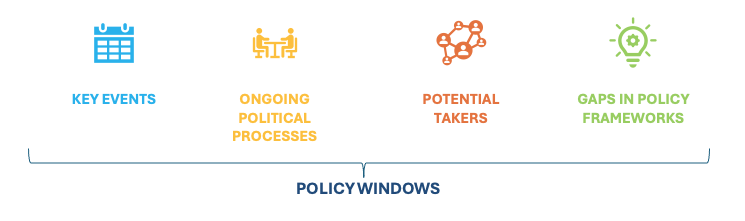 KEY EVENTS
ONGOING
POLITICAL
PROCESSES
POTENTIAL
TAKERS
GAPS IN POLICY
FRAMEWORKS
POLICY WINDOWS